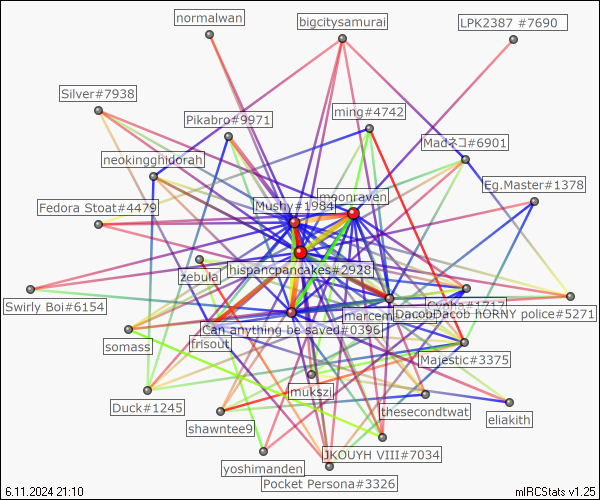 normalwan
bigcitysamurai
LPK2387 #7690
Silver#7938
ming#4742
Pikabro#9971
Madネコ#6901
neokingghidorah
Eg.Master#1378
moonraven
Mushy#1984
Fedora Stoat#4479
hispancpancakes#2928
zebula
Swirly Boi#6154
Cynha#1717
marcem
DacobDacob hORNY police#5271
Can anything be saved#0396
somass
frisout
Majestic#3375
mukszii
Duck#1245
thesecondtwat
eliakith
shawntee9
JKOUYH VIII#7034
yoshimanden
Pocket Persona#3326
6.11.2024 21:10
mIRCStats v1.25